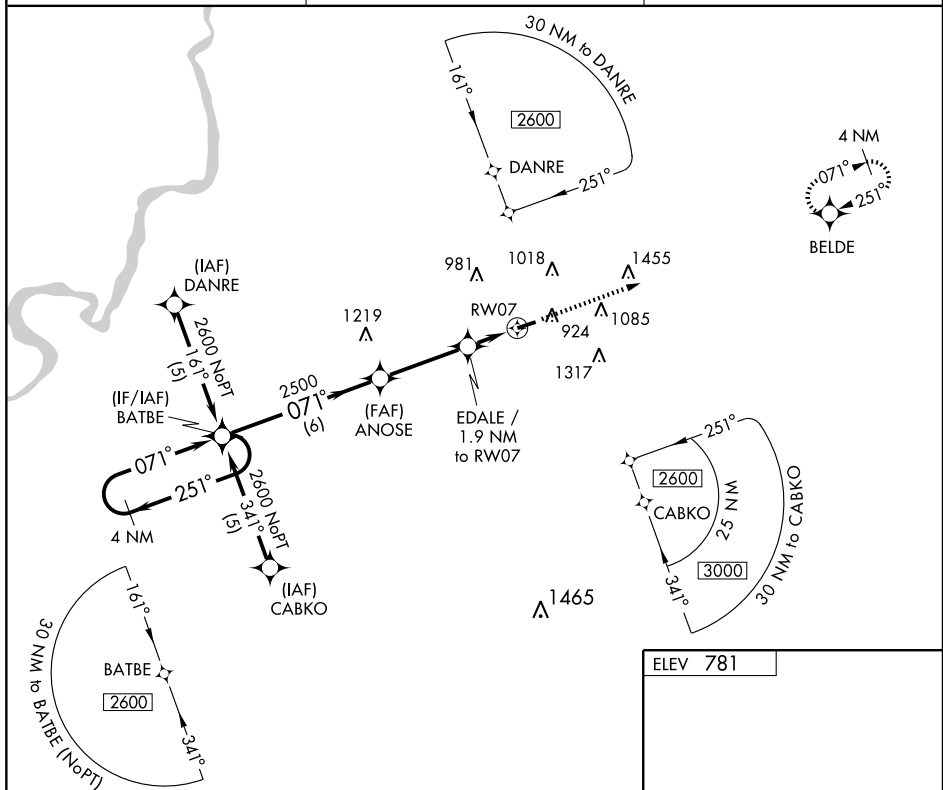 30 NM to DANRE
161°
2600
DANRE
251°
4 NM
071°
251°
BELDE
(IAF)
DANRE
2600 NoPT
161°
(5)
981
1018
1455
1219
RW07
924
1085
1317
(IF/IAF)
BATBE
2500
071°
(6)
(FAF)
ANOSE
EDALE /
1.9 NM
to RW07
071°
251°
4 NM
2600 NoPT
341°
(5)
(IAF)
CABKO
251°
2600
CABKO
25 NM
3000
341°
30 NM to CABKO
1465
161°
BATBE
2600
341°
30 NM to BATBE (NoPT)
ELEV 781